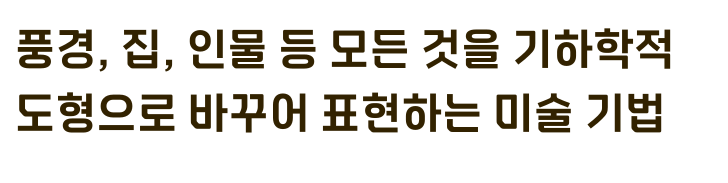 풍경, 집, 인물 등 모든 것을 기하학적
도형으로 바꾸어 표현하는 미술 기법